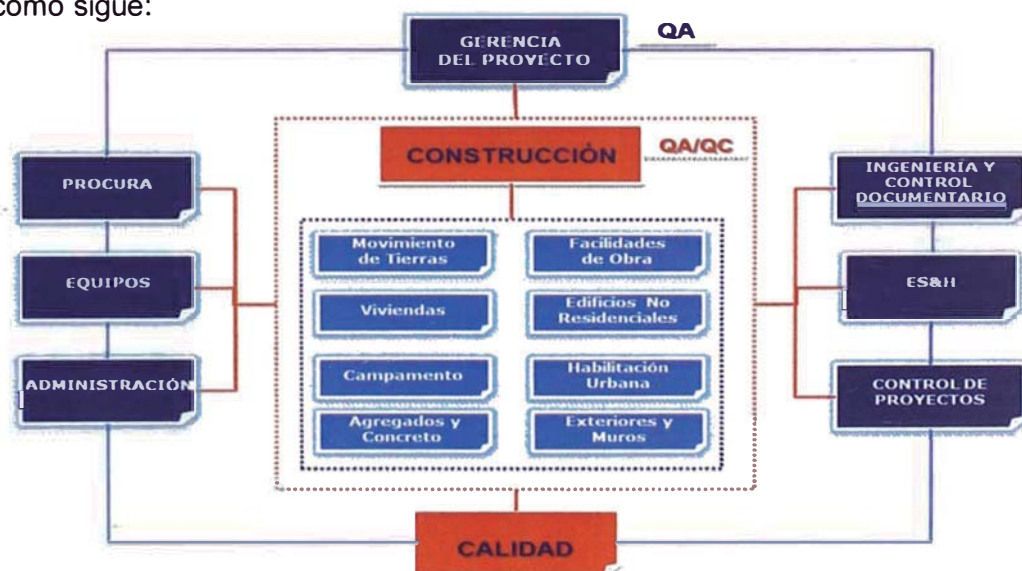 como sigue:
GERENCIA
DEL PROYECTO
QA
CONSTRUCCIÓN
QA/QC
PROCURA
EQUIPOS
ADMINISTRACIÓN
Movimiento
de Tierras
Facilidades
de Obra
Viviendas
Edificios No
Residenciales
Campamento
Habilitación
Urbana
Agregados y
Concreto
Exteriores y
Muros
INGENIERÍA Y
CONTROL
DOCUMENTARIO
ES&H
CONTROL DE
PROYECTOS
CALIDAD